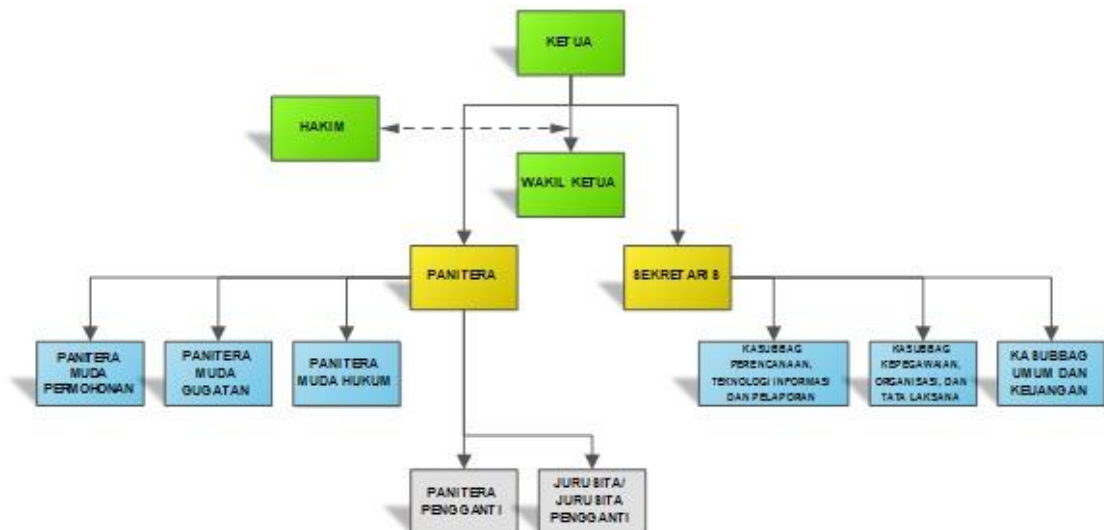 KETUA
HAKIM
WAKIL KETUA
PANITERA
SEKRETARIS
PANITERA
MUDA
PERMOHONAN
PANITERA
MUDA
GUGATAN
PANITERA
MUDA HUKUM
KASUBBAG
PERENCANAAN,
TEKNOLOGI INFORMASI
DAN PELAPORAN
KASUBBAG
KEPEGAWAIAN,
ORGANISASI, DAN
TATA LAKSANA
KASUBBAG
UMUM DAN
KEUANGAN
PANITERA
PENGGANTI
JURUSITA/
JURUSITA
PENGGANTI